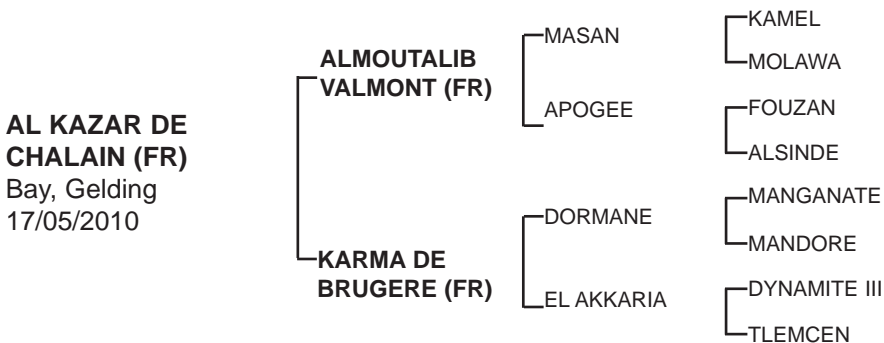 AL KAZAR DE
CHALAIN (FR)
Bay, Gelding
17/05/2010
ALMOUTALIB
VALMONT (FR)
KARMA DE
BRUGERE (FR)
MASAN
APOGEE
DORMANE
EL AKKARIA
KAMEL
MOLAWA
FOUZAN
ALSINDE
MANGANATE
MANDORE
DYNAMITE III
TLEMCEN